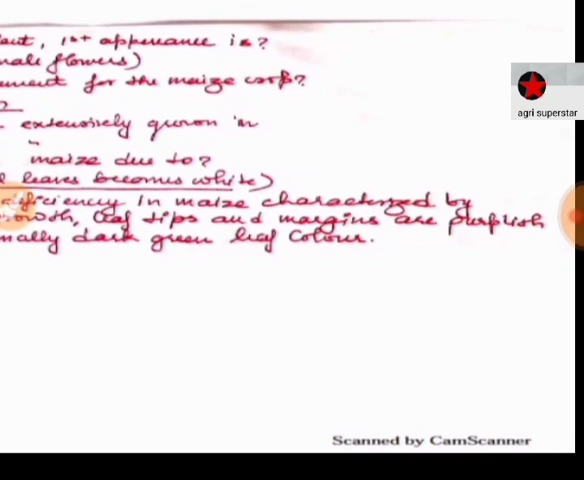 1st appearance is?
male flowers)
for the maize crop?
extensively grown in
maize due to?
leaves becomes white)
deficiency in maize characterized by
growth, leaf tips and margins are purplish
dark green leaf colour.
agri superstar
Scanned by CamScanner